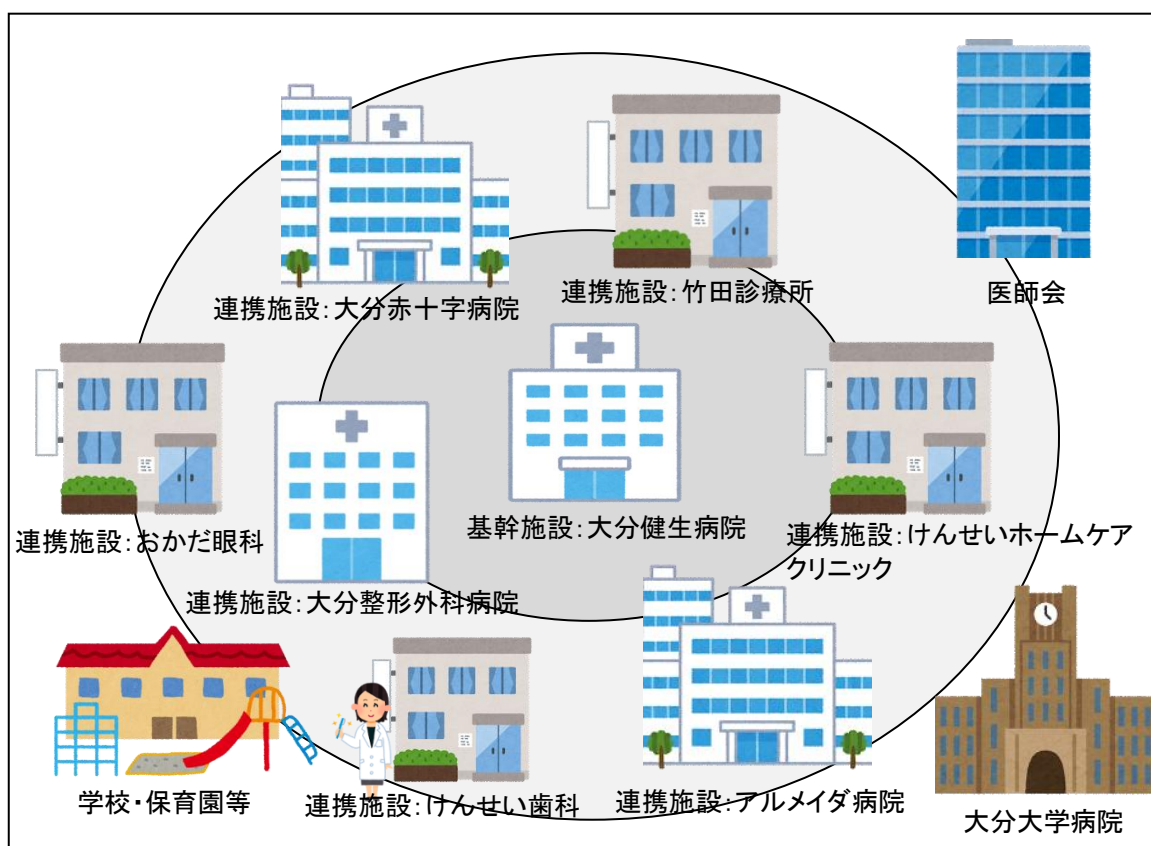 連携施設：大分赤十字病院
連携施設：竹田診療所
医師会
連携施設：おかだ眼科
基幹施設：大分健生病院
連携施設：けんせいホームケア
クリニック
連携施設：大分整形外科病院
学校・保育園等
連携施設：けんせい歯科
連携施設：アルメイダ病院
大分大学病院